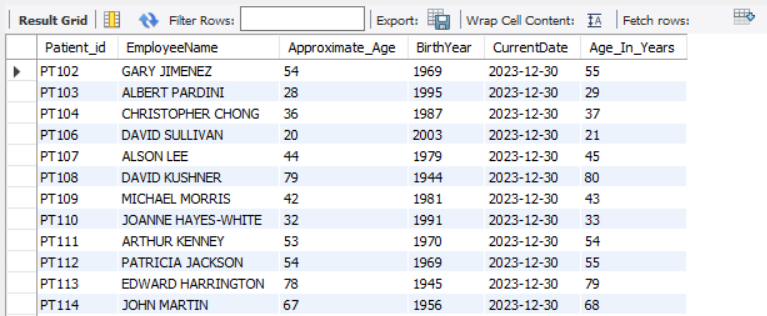 Result Grid Filter Rows: Export: Wrap Cell Content: IA Fetch rows:
Patient_id EmployeeName Approximate_Age BirthYear CurrentDate Age_In_Years
PT102 GARY JIMENEZ 54 1969 2023-12-30 55
PT103 ALBERT PARDINI 28 1995 2023-12-30 29
PT104 CHRISTOPHER CHONG 36 1987 2023-12-30 37
PT106 DAVID SULLIVAN 20 2003 2023-12-30 21
PT107 ALSON LEE 44 1979 2023-12-30 45
PT108 DAVID KUSHNER 79 1944 2023-12-30 80
PT109 MICHAEL MORRIS 42 1981 2023-12-30 43
PT110 JOANNE HAYES-WHITE 32 1991 2023-12-30 33
PT111 ARTHUR KENNEY 53 1970 2023-12-30 54
PT112 PATRICIA JACKSON 54 1969 2023-12-30 55
PT113 EDWARD HARRINGTON 78 1945 2023-12-30 79
PT114 JOHN MARTIN 67 1956 2023-12-30 68